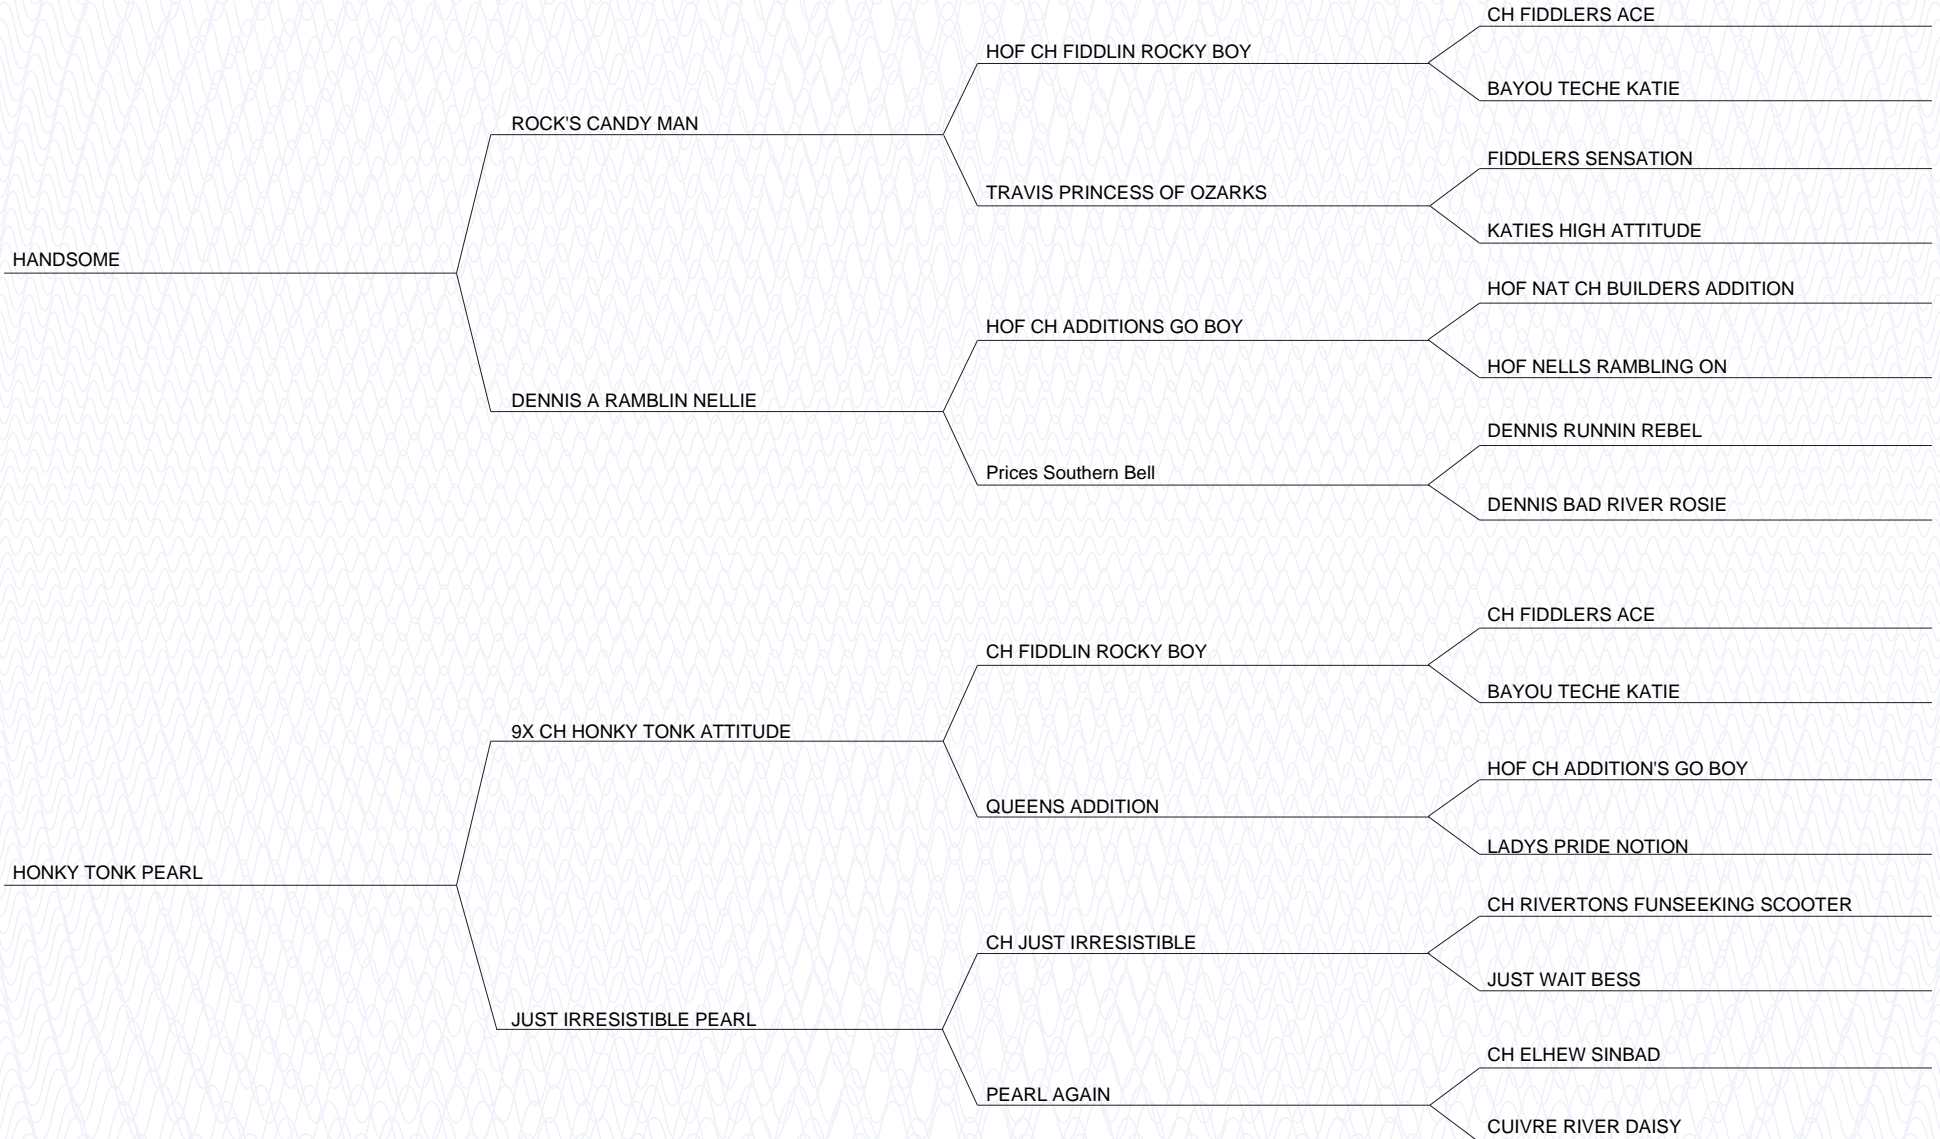 CH FIDDLERS ACE
HOF CH FIDDLIN ROCKY BOY
BAYOU TECHE KATIE
ROCK'S CANDY MAN
FIDDLERS SENSATION
TRAVIS PRINCESS OF OZARKS
KATIES HIGH ATTITUDE
HANDSOME
HOF NAT CH BUILDERS ADDITION
HOF CH ADDITIONS GO BOY
HOF NELLS RAMBLING ON
DENNIS A RAMBLIN NELLIE
DENNIS RUNNIN REBEL
Prices Southern Bell
DENNIS BAD RIVER ROSIE
CH FIDDLERS ACE
CH FIDDLIN ROCKY BOY
BAYOU TECHE KATIE
9X CH HONKY TONK ATTITUDE
HOF CH ADDITION'S GO BOY
QUEENS ADDITION
LADYS PRIDE NOTION
HONKY TONK PEARL
CH RIVERTONS FUNSEEKING SCOOTER
CH JUST IRRESISTIBLE
JUST WAIT BESS
JUST IRRESISTIBLE PEARL
CH ELHEW SINBAD
PEARL AGAIN
CUIVRE RIVER DAISY